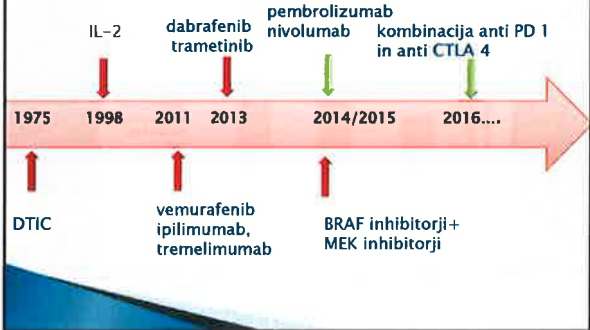 pembrolizumab
nivolumab
IL-2
dabrafenib
trametinib
kombinacija anti PD 1
in anti CTLA 4
1975 1998 2011 2013 2014/2015 2016....
DTIC
vemurafenib
ipilimumab,
tremelimumab
BRAF inhibitorji+
MEK inhibitorji